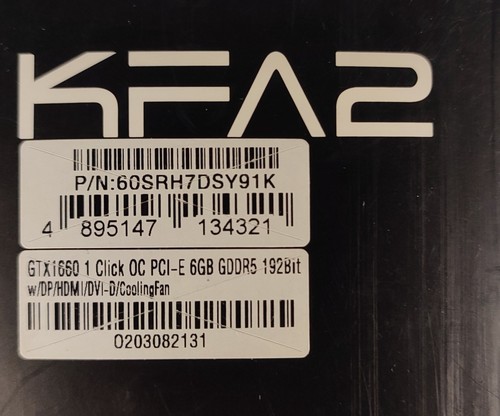 KFA2
P/N:60SRH7DSY91K
4 895147 134321
GTX1660 1 Click OC PCI-E 6GB GDDR5 192Bit
w/DP/HDMI/DVI-D/CoolingFan
0203082131